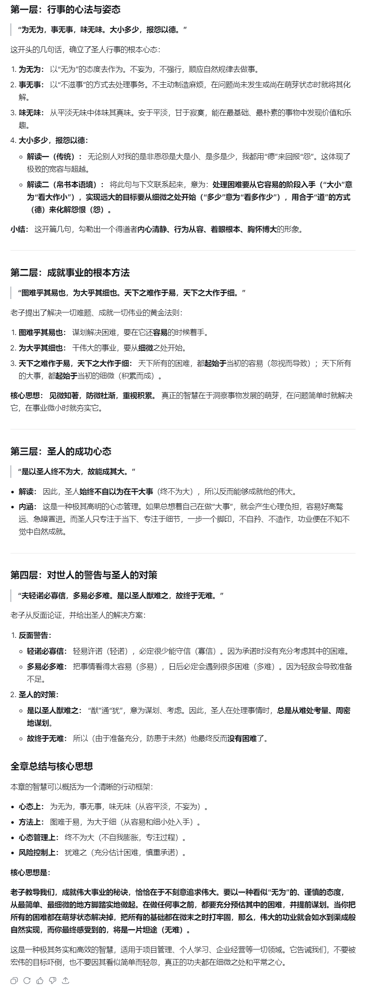 第一层：行事的心法与姿态
“为无为，事无事，味无味。大小多少，报怨以德。”
这开头的几句话，确立了圣人行事的根本心态：
1. 为无为： 以“无为”的态度去作为。不妄为，不强行，顺应自然规律去做事。
2. 事无事： 以“不滋事”的方式去处理事务。不主动制造麻烦，在问题尚未发生或尚在萌芽状态时就将其化
解。
3. 味无味： 从平淡无味中体味其真味。安于平淡，甘于寂寞，能在最基础、最朴素的事物中发现价值和乐
趣。
4. 大小多少，报怨以德：
解读一（传统）： 无论别人对我的是非恩怨是大是小、是多是少，我都用“德”来回报“怨”。这体现了
极致的宽容与超越。
解读二（帛书本语境）： 将此句与下文联系起来，意为：处理困难要从它容易的阶段入手（“大小”意
为“看大作小”），实现远大的目标要从细微之处开始（“多少”意为“看多作少”），用合于“道”的方式
（德）来化解怨恨（怨）。
小结： 这开篇几句，勾勒出一个得道者内心清静、行为从容、着眼根本、胸怀博大的形象。
第二层：成就事业的根本方法
“图难乎其易也，为大乎其细也。天下之难作于易，天下之大作于细。”
老子提出了解决一切难题、成就一切伟业的黄金法则：
1. 图难乎其易也： 谋划解决困难，要在它还容易的时候着手。
2. 为大乎其细也： 干伟大的事业，要从细微之处开始。
3. 天下之难作于易，天下之大作于细： 天下所有的困难，都起始于当初的容易（忽视而导致）；天下所有
的大事，都起始于当初的细微（积累而成）。
核心思想： 见微知著，防微杜渐，重视积累。 真正的智慧在于洞察事物发展的萌芽，在问题简单时就解决
它，在事业微小时就夯实它。
第三层：圣人的成功心态
“是以圣人终不为大，故能成其大。”
解读： 因此，圣人始终不自以为在干大事（终不为大），所以反而能够成就他的伟大。
内涵： 这是一种极其高明的心态管理。如果总想着自己在做“大事”，就会产生心理负担，容易好高骛
远、急躁冒进。而圣人只专注于当下、专注于细节，一步一个脚印，不自矜、不造作，功业便在不知不
觉中自然成就。
第四层：对世人的警告与圣人的对策
“夫轻诺必寡信，多易必多难。是以圣人猷难之，故终于无难。”
老子从反面论证，并给出圣人的解决方案：
1. 反面警告：
轻诺必寡信： 轻易许诺（轻诺），必定很少能守信（寡信）。因为承诺时没有充分考虑其中的困难。
多易必多难： 把事情看得太容易（多易），日后必定会遇到很多困难（多难）。因为轻敌会导致准备
不足。
2. 圣人的对策：
是以圣人猷难之： “猷”通“犹”，意为谋划、考虑。因此，圣人在处理事情时，总是从难处考量、周密
地谋划。
故终于无难： 所以（由于准备充分，防患于未然）他最终反而没有困难了。
全章总结与核心思想
本章的智慧可以概括为一个清晰的行动框架：
心态上： 为无为，事无事，味无味（从容平淡，不妄为）。
方法上： 图难于易，为大于细（从容易和细小处入手）。
心态管理上： 终不为大（不自我膨胀，专注过程）。
风险控制上： 犹难之（充分估计困难，慎重承诺）。
核心思想是：
老子教导我们，成就伟大事业的秘诀，恰恰在于不刻意追求伟大。要以一种看似“无为”的、谨慎的态度，
从最简单、最细微的地方脚踏实地做起。在做任何事之前，都要充分预估其中的困难，并提前谋划。当你把
所有的困难都在萌芽状态解决掉，把所有的基础都在微末之时打牢固，那么，伟大的功业就会如水到渠成般
自然实现，而你最终感受到的，将是一片坦途（无难）。
这是一种极其务实和高效的智慧，适用于项目管理、个人学习、企业经营等一切领域。它告诫我们，不要被
宏伟的目标吓倒，也不要因其看似简单而轻忽，真正的功夫都在细微之处和平常之心。